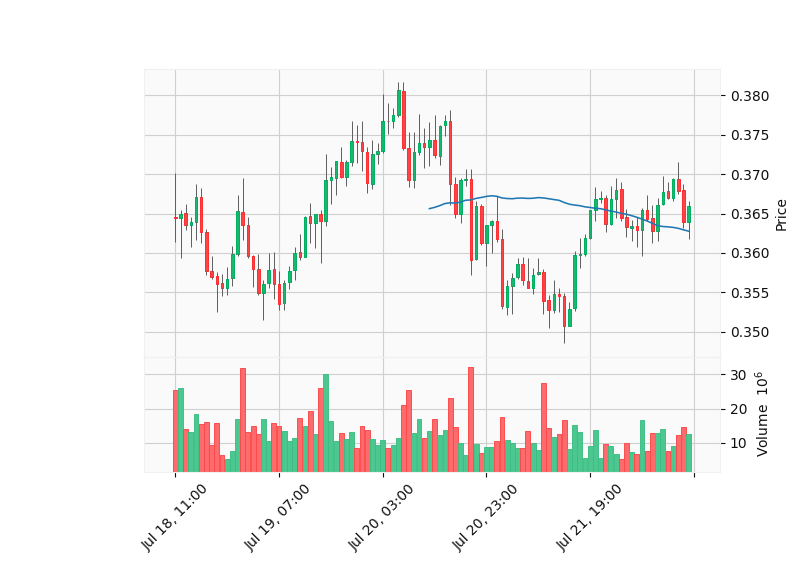 0.380
0.375
0.370
0.365
0.360
0.355
0.350
Price
30
20
10
Volume 10⁶
Jul 18, 11:00
Jul 19, 07:00
Jul 20, 03:00
Jul 20, 23:00
Jul 21, 19:00